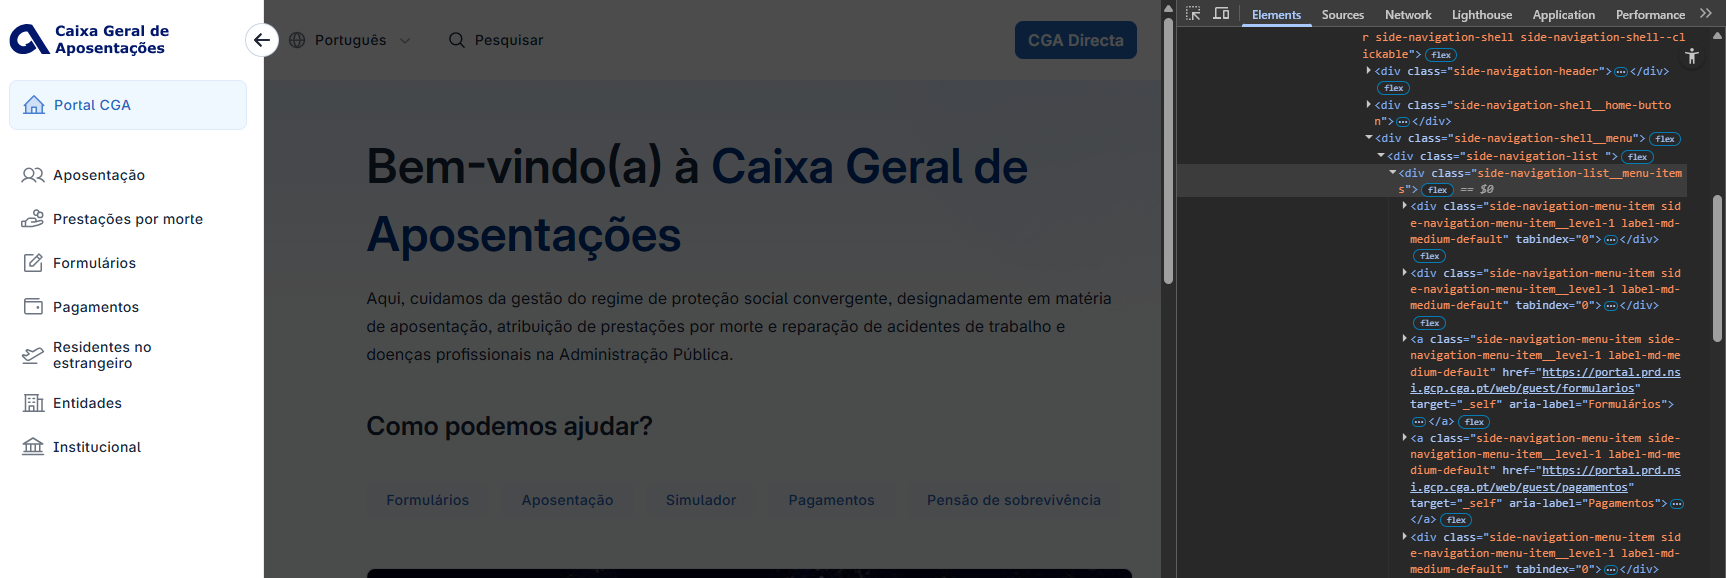 Caixa Geral de
Aposentações
Português
Pesquisar
CGA Directa
Portal CGA
Aposentação
Prestações por morte
Formulários
Pagamentos
Residentes no
estrangeiro
Entidades
Institucional
Bem-vindo(a) à Caixa Geral de
Aposentações
Aqui, cuidamos da gestão do regime de proteção social convergente, designadamente em matéria
de aposentação, atribuição de prestações por morte e reparação de acidentes de trabalho e
doenças profissionais na Administração Pública.
Como podemos ajudar?
Formulários Aposentação Simulador Pagamentos Pensão de sobrevivência
Elements Sources Network Lighthouse Application Performance
r side-navigation-shell side-navigation-shell--cl
ickable"> flex
<div class="side-navigation-header"> ⋯ </div>
flex
<div class="side-navigation-shell__home-butto
n"> ⋯ </div>
<div class="side-navigation-shell__menu"> flex
<div class="side-navigation-list "> flex
<div class="side-navigation-list__menu-item
s"> flex == $0
<div class="side-navigation-menu-item sid
e-navigation-menu-item__level-1 label-md-
medium-default" tabindex="0"> ⋯ </div>
flex
<div class="side-navigation-menu-item sid
e-navigation-menu-item__level-1 label-md-
medium-default" tabindex="0"> ⋯ </div>
flex
<a class="side-navigation-menu-item side-
navigation-menu-item__level-1 label-md-me
dium-default" href="https://portal.prd.ns
i.gcp.cga.pt/web/guest/formularios"
target="_self" aria-label="Formulários">
⋯ </a> flex
<a class="side-navigation-menu-item side-
navigation-menu-item__level-1 label-md-me
dium-default" href="https://portal.prd.ns
i.gcp.cga.pt/web/guest/pagamentos"
target="_self" aria-label="Pagamentos"> ⋯
</a> flex
<div class="side-navigation-menu-item sid
e-navigation-menu-item__level-1 label-md-
medium-default" tabindex="0"> ⋯ </div>